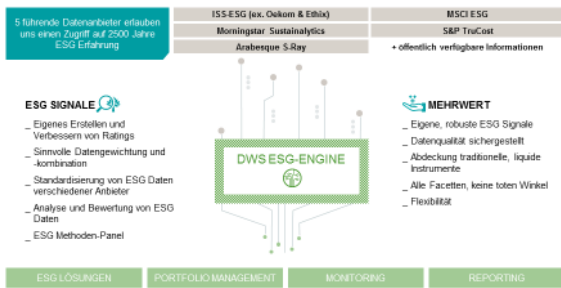 5 führende Datenanbieter erlauben
uns einen Zugriff auf 2500 Jahre
ESG Erfahrung
ISS-ESG (ex. Oekom & Ethix)
MSCI ESG
Morningstar Sustainalytics
S&P TruCost
Arabesque S-Ray
+ öffentlich verfügbare Informationen
ESG SIGNALE
_ Eigenes Erstellen und
Verbessern von Ratings
_ Sinnvolle Datengewichtung und
-kombination
_ Standardisierung von ESG Daten
verschiedener Anbieter
_ Analyse und Bewertung von ESG
Daten
_ ESG Methoden-Panel
DWS ESG-ENGINE
MEHRWERT
_ Eigene, robuste ESG Signale
_ Datenqualität sichergestellt
_ Abdeckung traditionelle, liquide
Instrumente
_ Alle Facetten, keine toten Winkel
_ Flexibilität
ESG LÖSUNGEN
PORTFOLIO MANAGEMENT
MONITORING
REPORTING